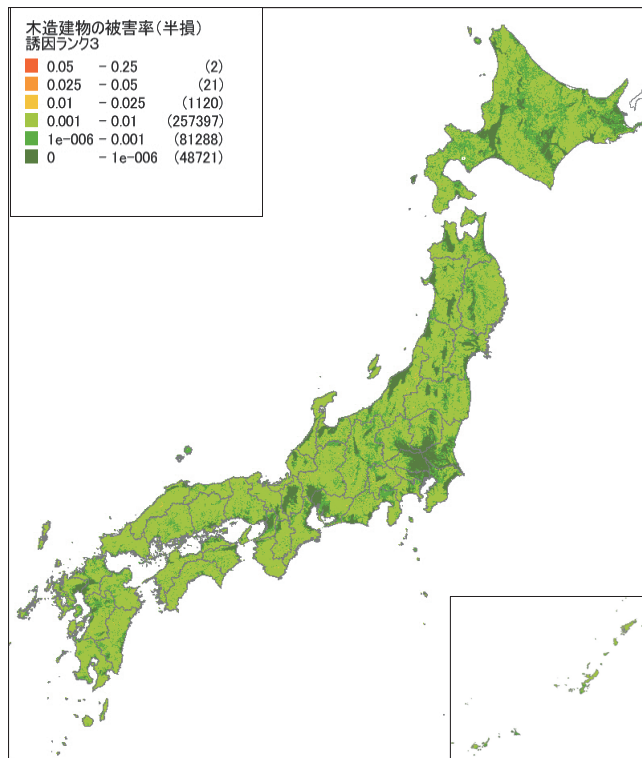 木造建物の被害率(半損)
誘因ランク3
0.05 - 0.25 (2)
0.025 - 0.05 (21)
0.01 - 0.025 (1120)
0.001 - 0.01 (257397)
1e-006 - 0.001 (81288)
0 - 1e-006 (48721)